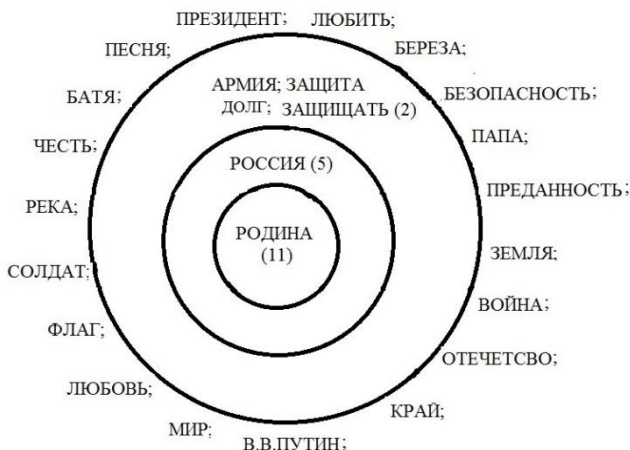 ПРЕЗИДЕНТ; ЛЮБИТЬ;
ПЕСНЯ; БЕРЕЗА;
АРМИЯ; ЗАЩИТА
БАТЯ; БЕЗОПАСНОСТЬ;
ДОЛГ; ЗАЩИЩАТЬ (2)
ЧЕСТЬ; ПАПА;
РОССИЯ (5)
ПРЕДАННОСТЬ;
РЕКА;
РОДИНА
(11)
ЗЕМЛЯ;
СОЛДАТ;
ВОЙНА;
ФЛАГ;
ОТЕЧЕТСВО;
ЛЮБОВЬ;
КРАЙ;
МИР;
В.В.ПУТИН;